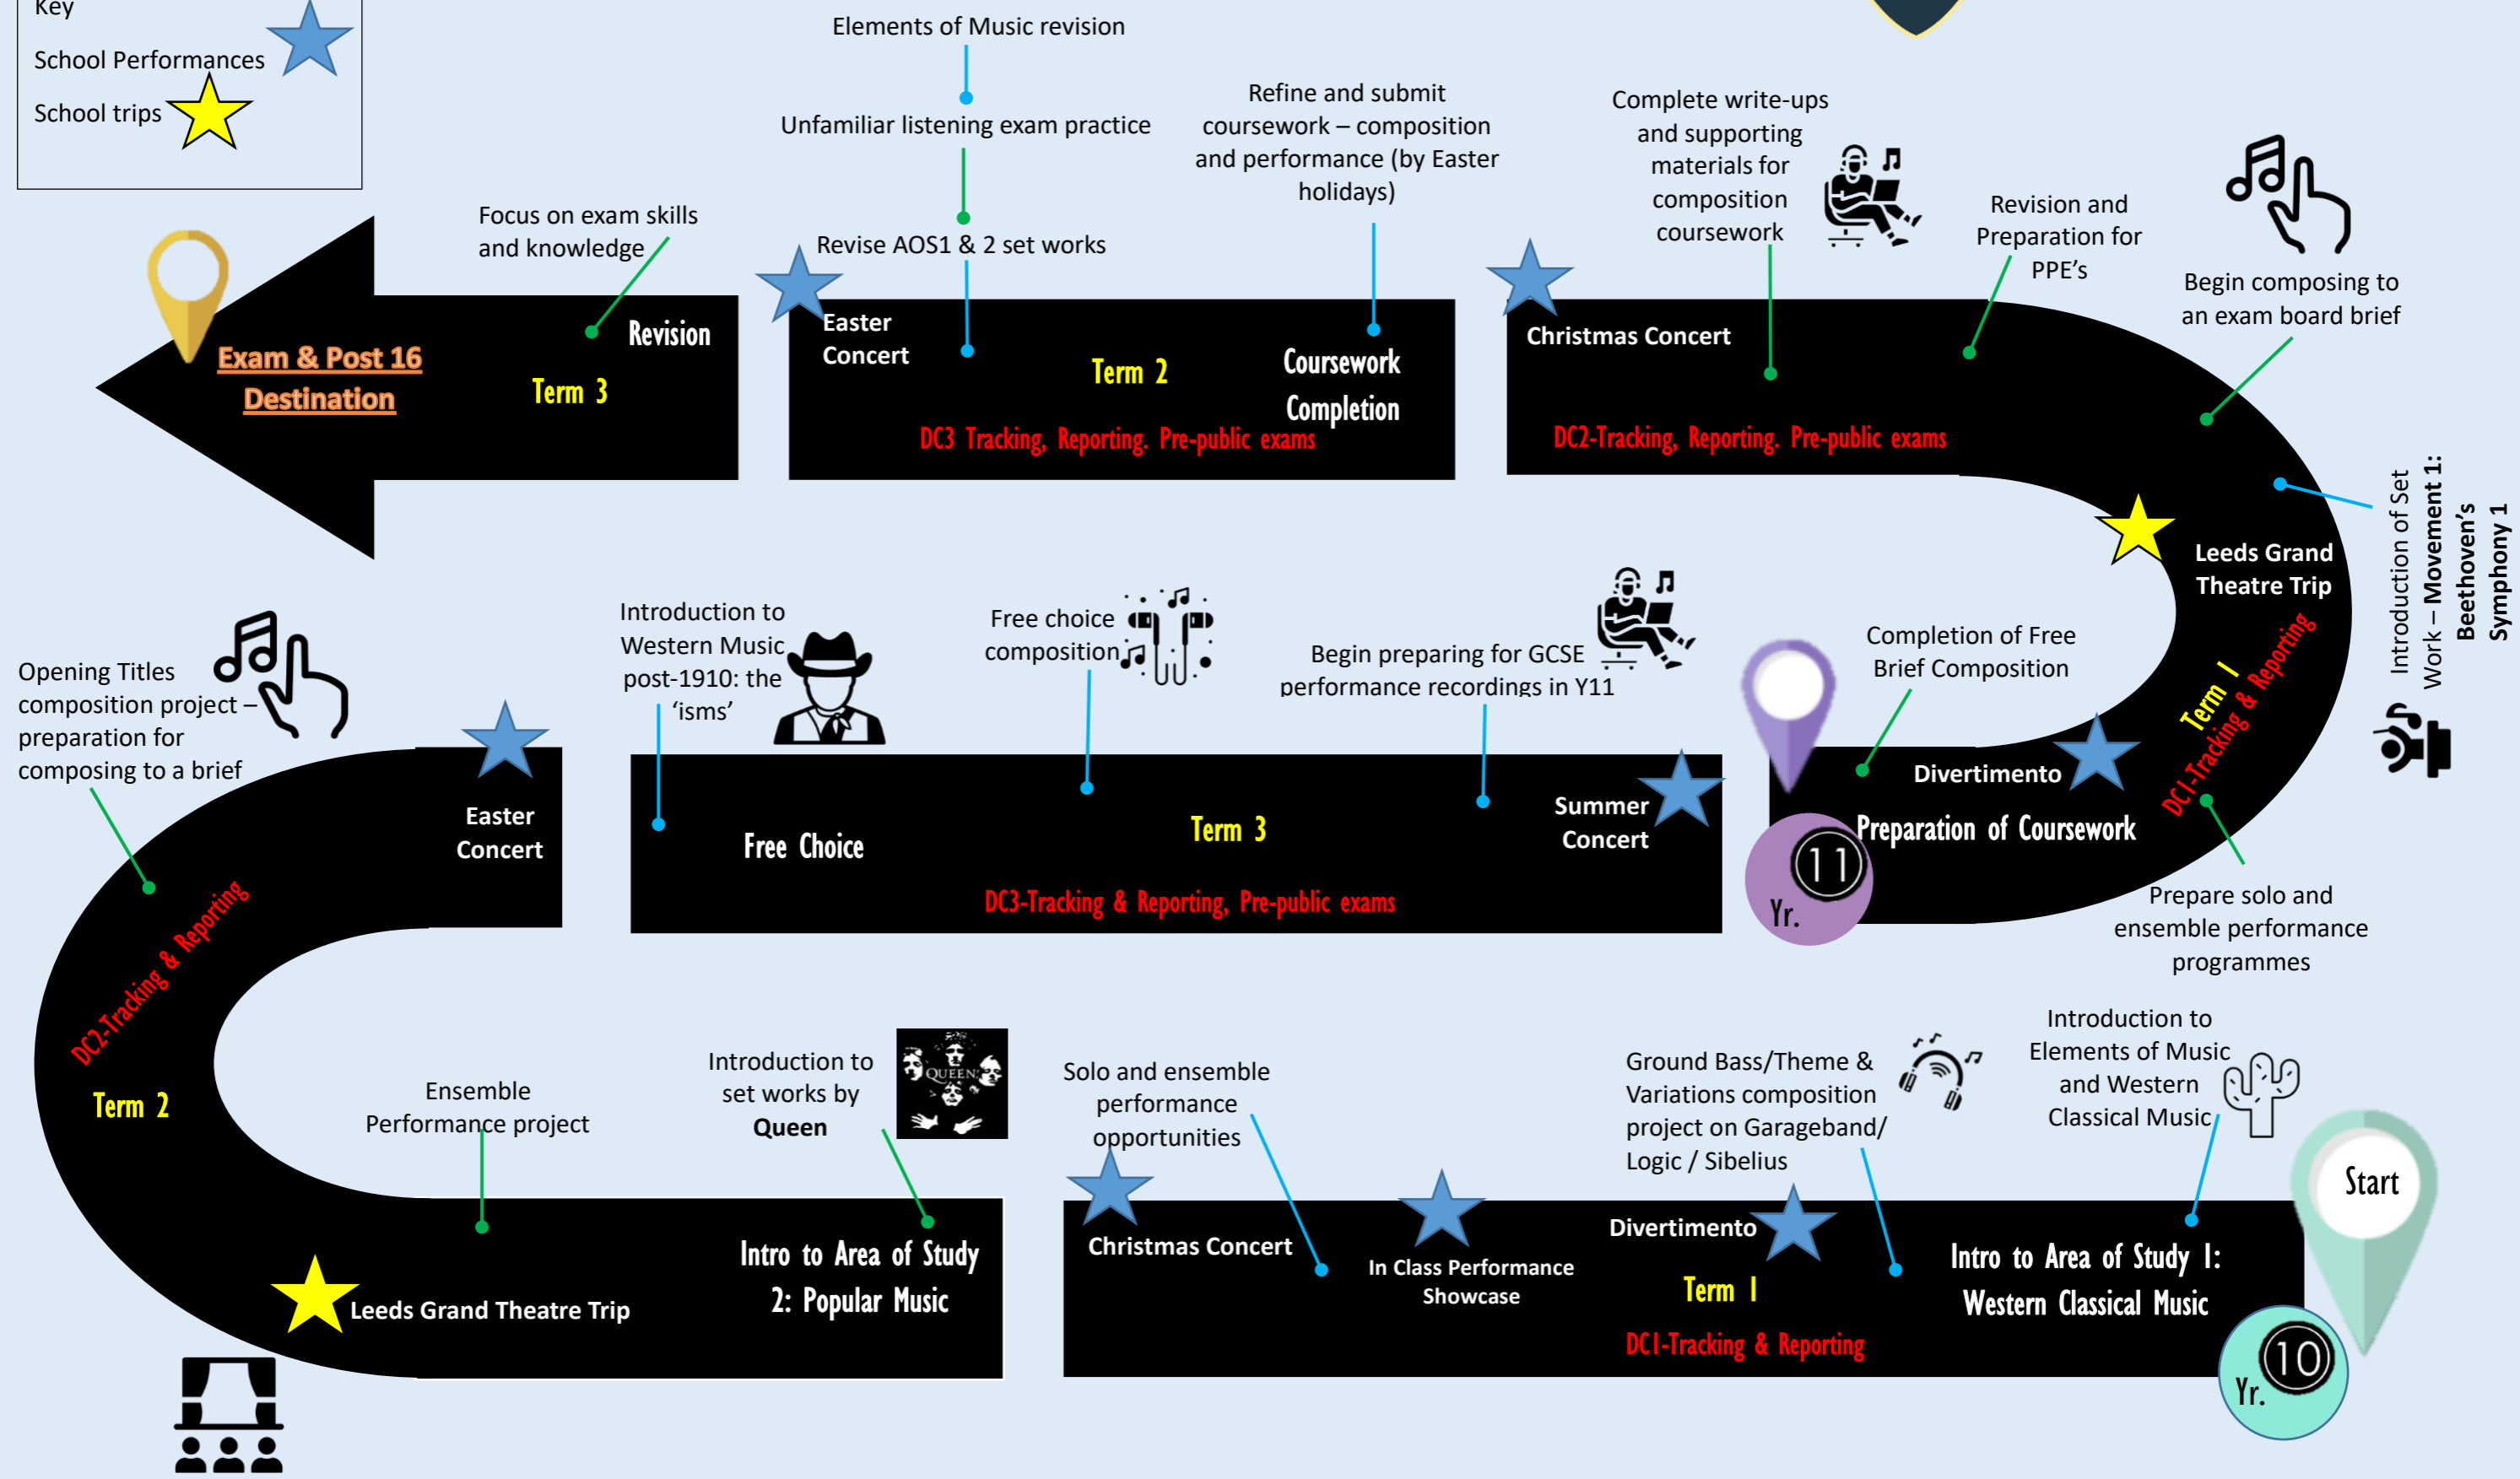 Key
School Performances
School trips
Elements of Music revision
Unfamiliar listening exam practice
Revise AOS1 & 2 set works
Refine and submit
coursework – composition
and performance (by Easter
holidays)
Complete write-ups
and supporting
materials for
composition
coursework
Revision and
Preparation for
PPE's
Begin composing to
an exam board brief
Focus on exam skills
and knowledge
Exam & Post 16
Destination
Term 3
Revision
Easter
Concert
Term 2
Coursework
Completion
DC3 Tracking, Reporting. Pre-public exams
Christmas Concert
DC2-Tracking, Reporting. Pre-public exams
Introduction of Set
Work – Movement 1:
Beethoven's
Symphony 1
Leeds Grand
Theatre Trip
Term 1
DC1-Tracking & Reporting
Completion of Free
Brief Composition
Divertimento
Preparation of Coursework
11
Yr.
Prepare solo and
ensemble performance
programmes
Opening Titles
composition project –
preparation for
composing to a brief
Introduction to
Western Music
post-1910: the
'isms'
Free choice
composition
Begin preparing for GCSE
performance recordings in Y11
Easter
Concert
Free Choice
Term 3
Summer
Concert
DC3-Tracking & Reporting, Pre-public exams
DC2-Tracking & Reporting
Term 2
Ensemble
Performance project
Introduction to
set works by
Queen
QUEEN
Leeds Grand Theatre Trip
Intro to Area of Study
2: Popular Music
Solo and ensemble
performance
opportunities
Ground Bass/Theme &
Variations composition
project on Garageband/
Logic / Sibelius
Introduction to
Elements of Music
and Western
Classical Music
Start
Christmas Concert
In Class Performance
Showcase
Divertimento
Term 1
DC1-Tracking & Reporting
Intro to Area of Study 1:
Western Classical Music
10
Yr.